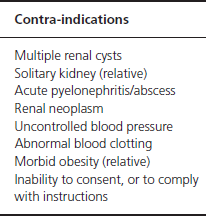 Contra-indications
Multiple renal cysts
Solitary kidney (relative)
Acute pyelonephritis/abscess
Renal neoplasm
Uncontrolled blood pressure
Abnormal blood clotting
Morbid obesity (relative)
Inability to consent, or to comply
with instructions